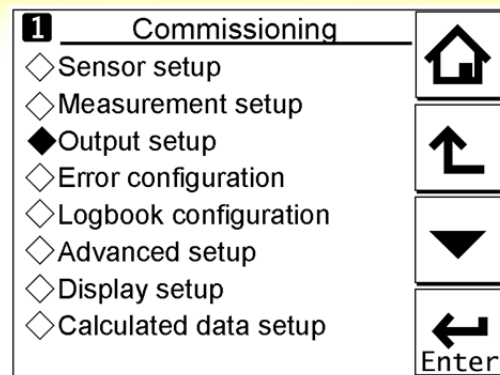 1 Commissioning
Sensor setup
Measurement setup
Output setup
Error configuration
Logbook configuration
Advanced setup
Display setup
Calculated data setup
Enter